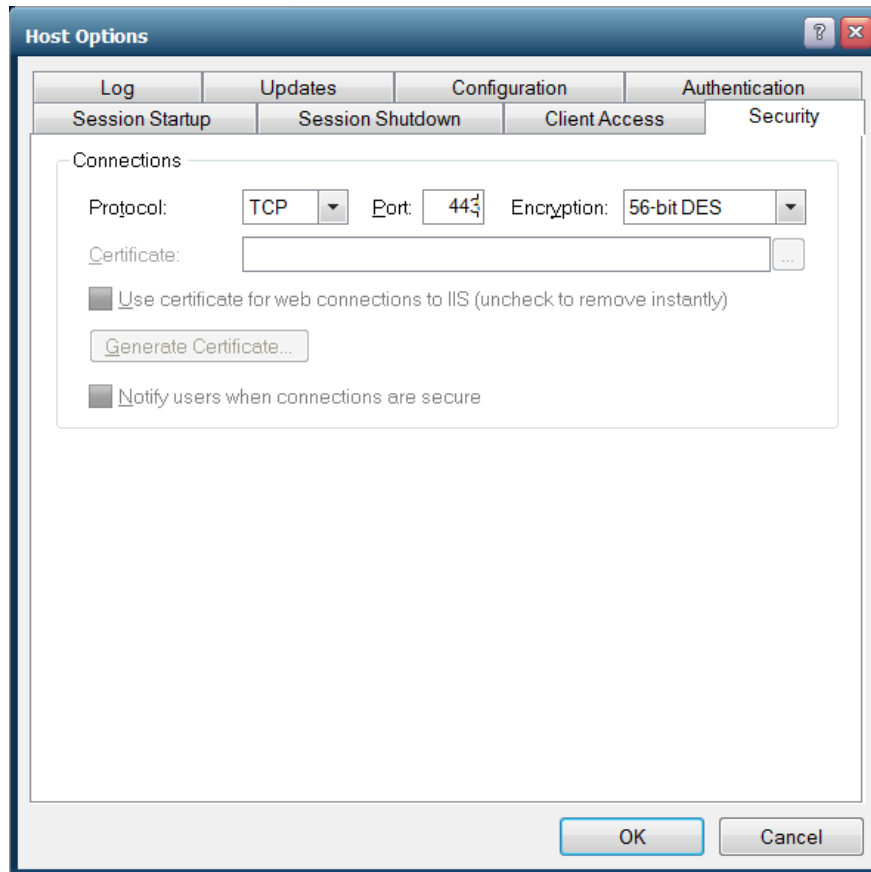 Host Options
?
Log Updates Configuration Authentication
Session Startup Session Shutdown Client Access Security
Connections
Protocol: TCP Port: 443 Encryption: 56-bit DES
Certificate: ...
Use certificate for web connections to IIS (uncheck to remove instantly)
Generate Certificate...
Notify users when connections are secure
OK Cancel